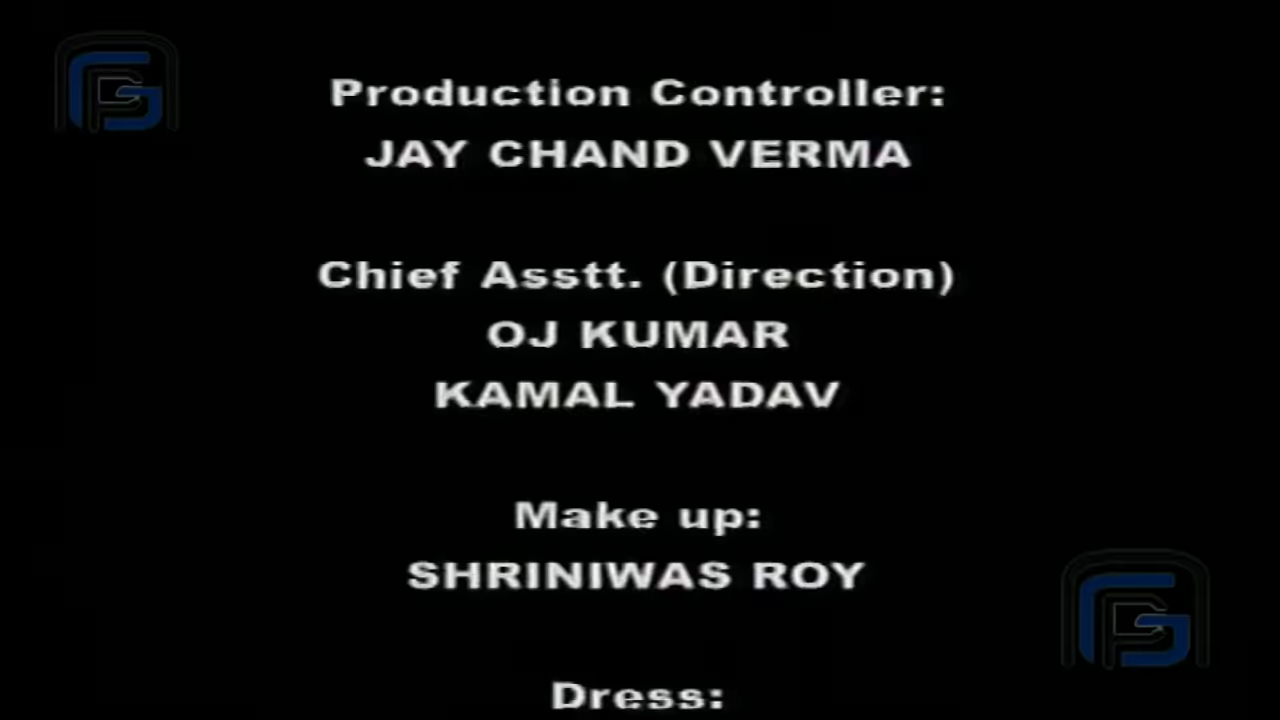 Production Controller:
JAY CHAND VERMA
Chief Asstt. (Direction)
OJ KUMAR
KAMAL YADAV
Make up:
SHRINIWAS ROY
Dress: